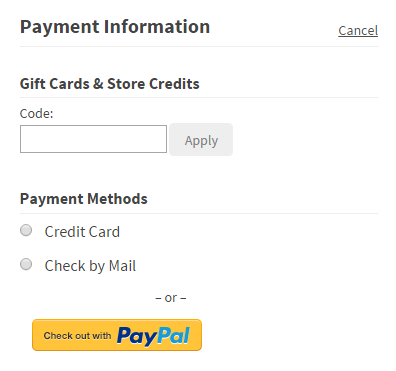 Payment Information
Cancel
Gift Cards & Store Credits
Code:
Apply
Payment Methods
Credit Card
Check by Mail
– or –
Check out with PayPal